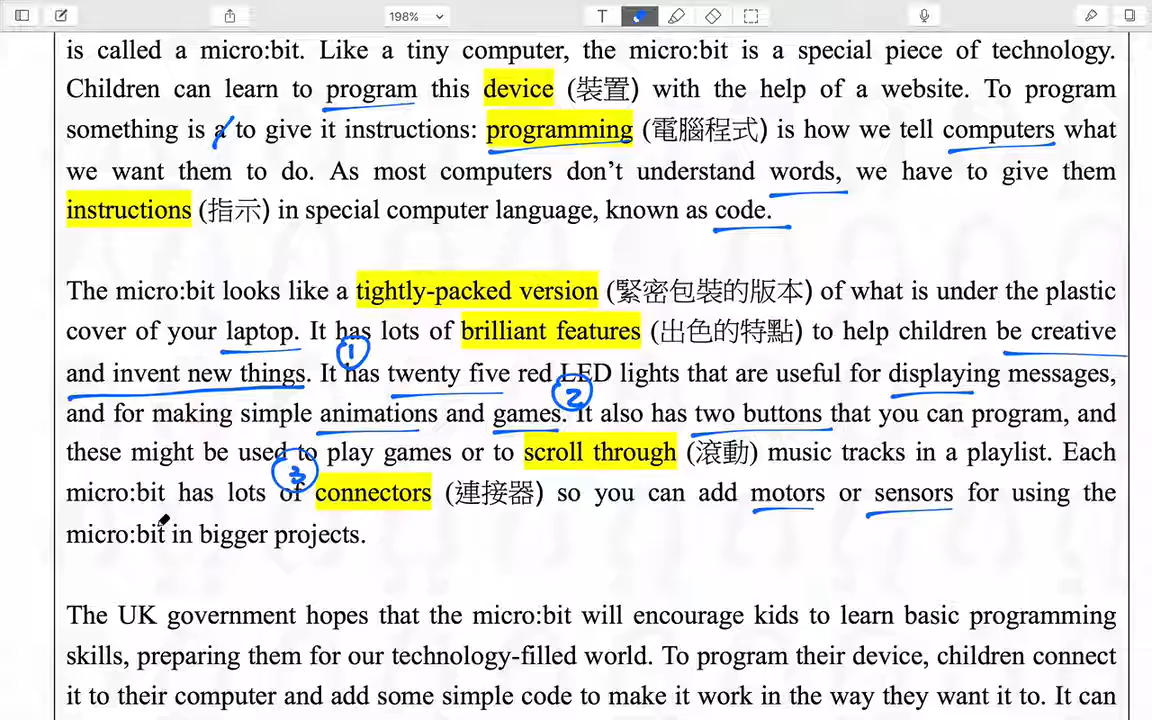 198%
T
is called a micro:bit. Like a tiny computer, the micro:bit is a special piece of technology.
Children can learn to program this device (裝置) with the help of a website. To program
something is a to give it instructions: programming (電腦程式) is how we tell computers what
we want them to do. As most computers don’t understand words, we have to give them
instructions (指示) in special computer language, known as code.
The micro:bit looks like a tightly-packed version (緊密包裝的版本) of what is under the plastic
cover of your laptop. It has lots of brilliant features (出色的特點) to help children be creative
1
and invent new things. It has twenty five red LED lights that are useful for displaying messages,
2
and for making simple animations and games. It also has two buttons that you can program, and
these might be used to play games or to scroll through (滾動) music tracks in a playlist. Each
3
micro:bit has lots of connectors (連接器) so you can add motors or sensors for using the
micro:bit in bigger projects.
The UK government hopes that the micro:bit will encourage kids to learn basic programming
skills, preparing them for our technology-filled world. To program their device, children connect
it to their computer and add some simple code to make it work in the way they want it to. It can